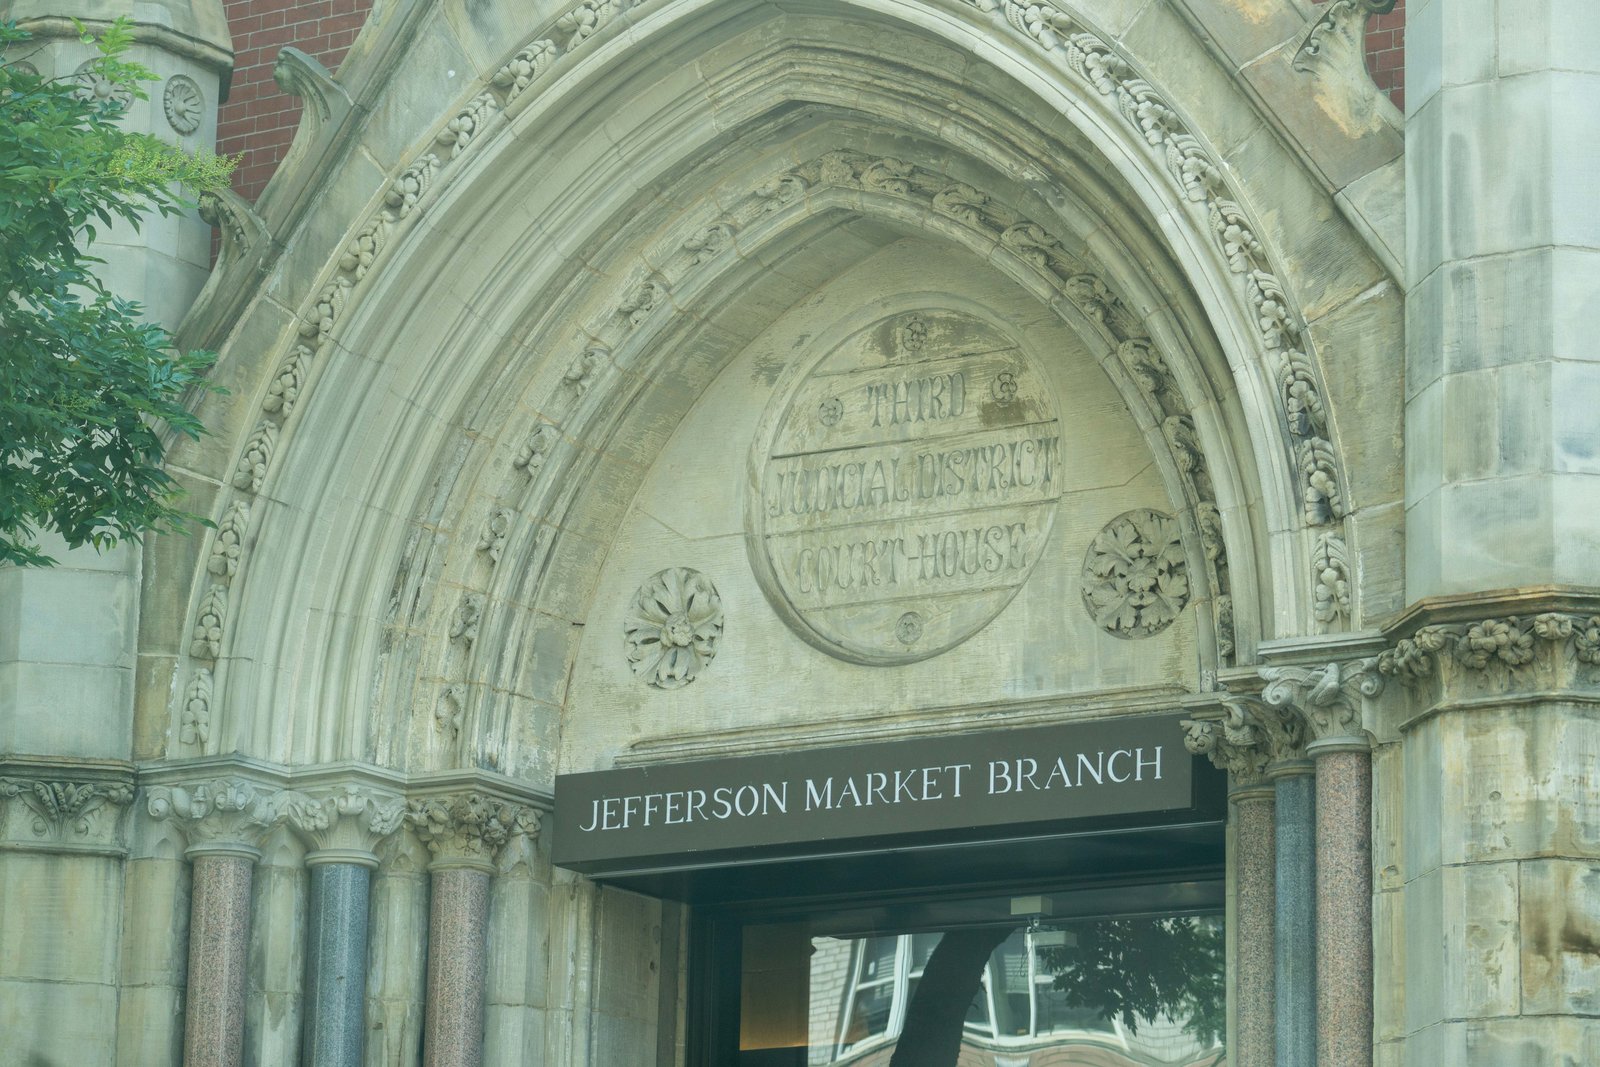 THIRD
JUDICIAL DISTRICT
COURT-HOUSE
JEFFERSON MARKET BRANCH